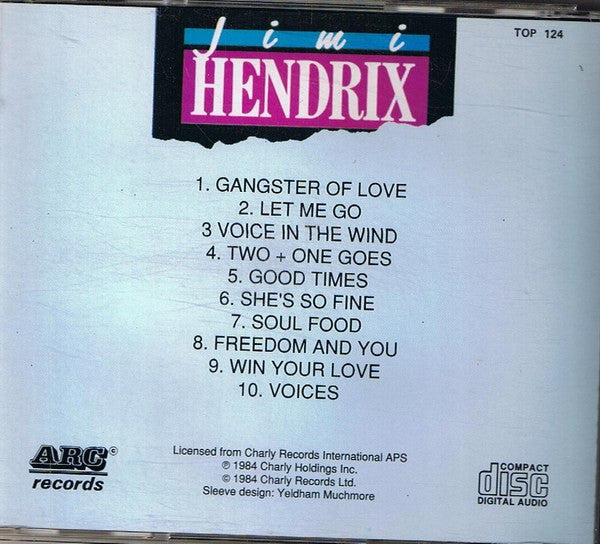 TOP 124
jimi
HENDRIX
1. GANGSTER OF LOVE
2. LET ME GO
3 VOICE IN THE WIND
4. TWO + ONE GOES
5. GOOD TIMES
6. SHE'S SO FINE
7. SOUL FOOD
8. FREEDOM AND YOU
9. WIN YOUR LOVE
10. VOICES
ARC©
records
Licensed from Charly Records International APS
℗ 1984 Charly Holdings Inc.
© 1984 Charly Records Ltd.
Sleeve design: Yeldham Muchmore
COMPACT
disc
DIGITAL AUDIO